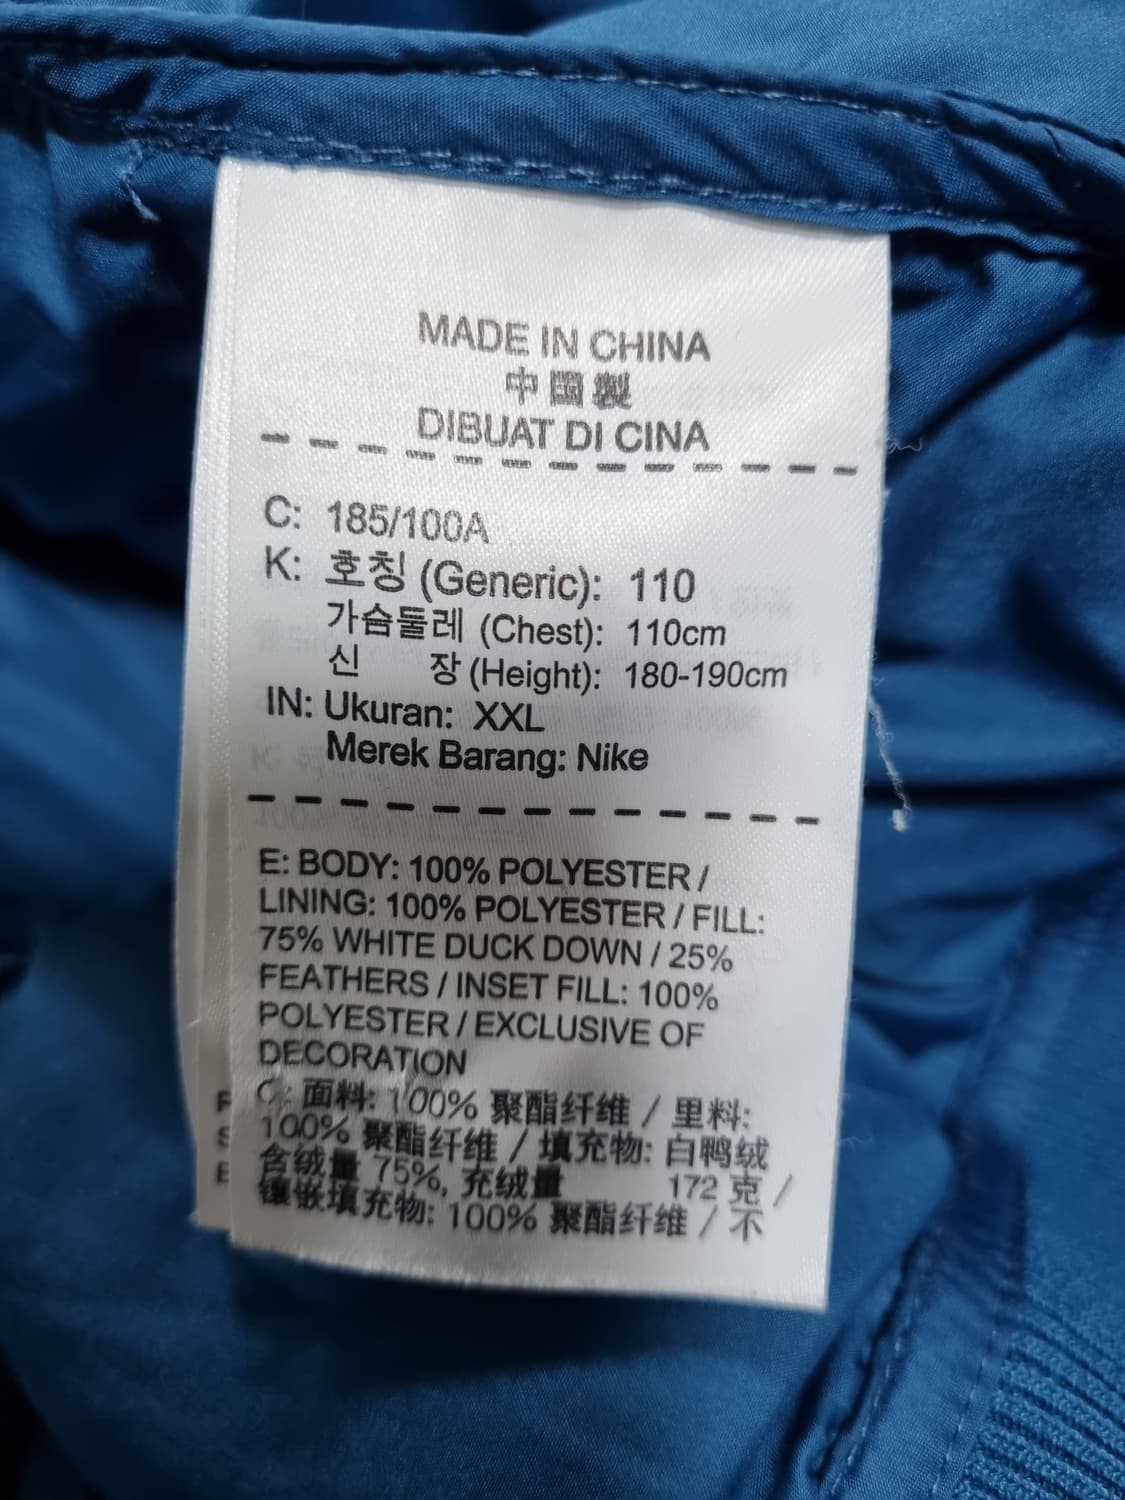 MADE IN CHINA
中国製
DIBUAT DI CINA
C: 185/100A
K: 호칭 (Generic): 110
가슴둘레 (Chest): 110cm
신 장 (Height): 180-190cm
IN: Ukuran: XXL
Merek Barang: Nike
E: BODY: 100% POLYESTER /
LINING: 100% POLYESTER / FILL:
75% WHITE DUCK DOWN / 25%
FEATHERS / INSET FILL: 100%
POLYESTER / EXCLUSIVE OF
DECORATION
C: 面料: 100% 聚酯纤维 / 里料:
100% 聚酯纤维 / 填充物: 白鸭绒
含绒量 75%, 充绒量 172 克 /
镶嵌填充物: 100% 聚酯纤维 / 不